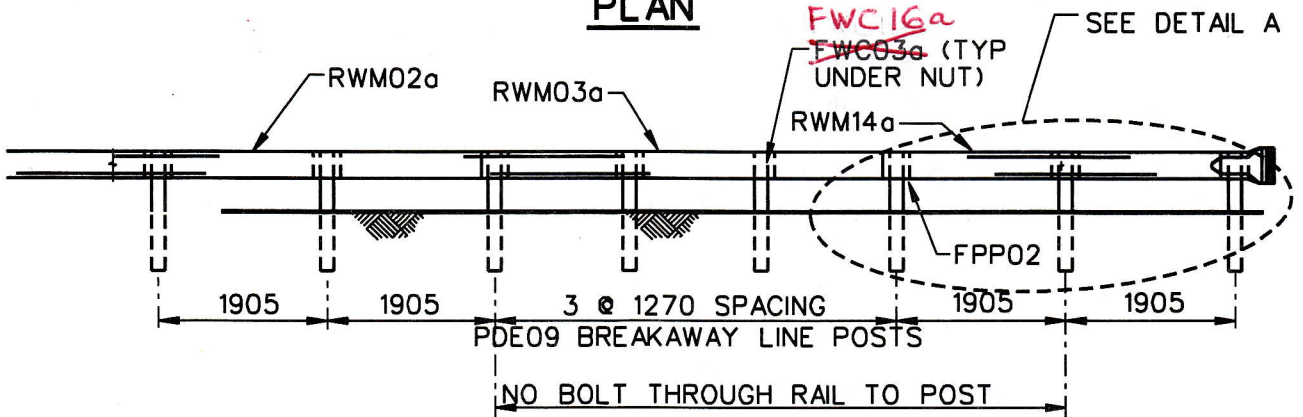 PLAN
FWC16a
FWC03a (TYP
UNDER NUT)
SEE DETAIL A
RWM02a
RWM03a
RWM14a
FPP02
1905
1905
3 @ 1270 SPACING
1905
1905
PDE09 BREAKAWAY LINE POSTS
NO BOLT THROUGH RAIL TO POST